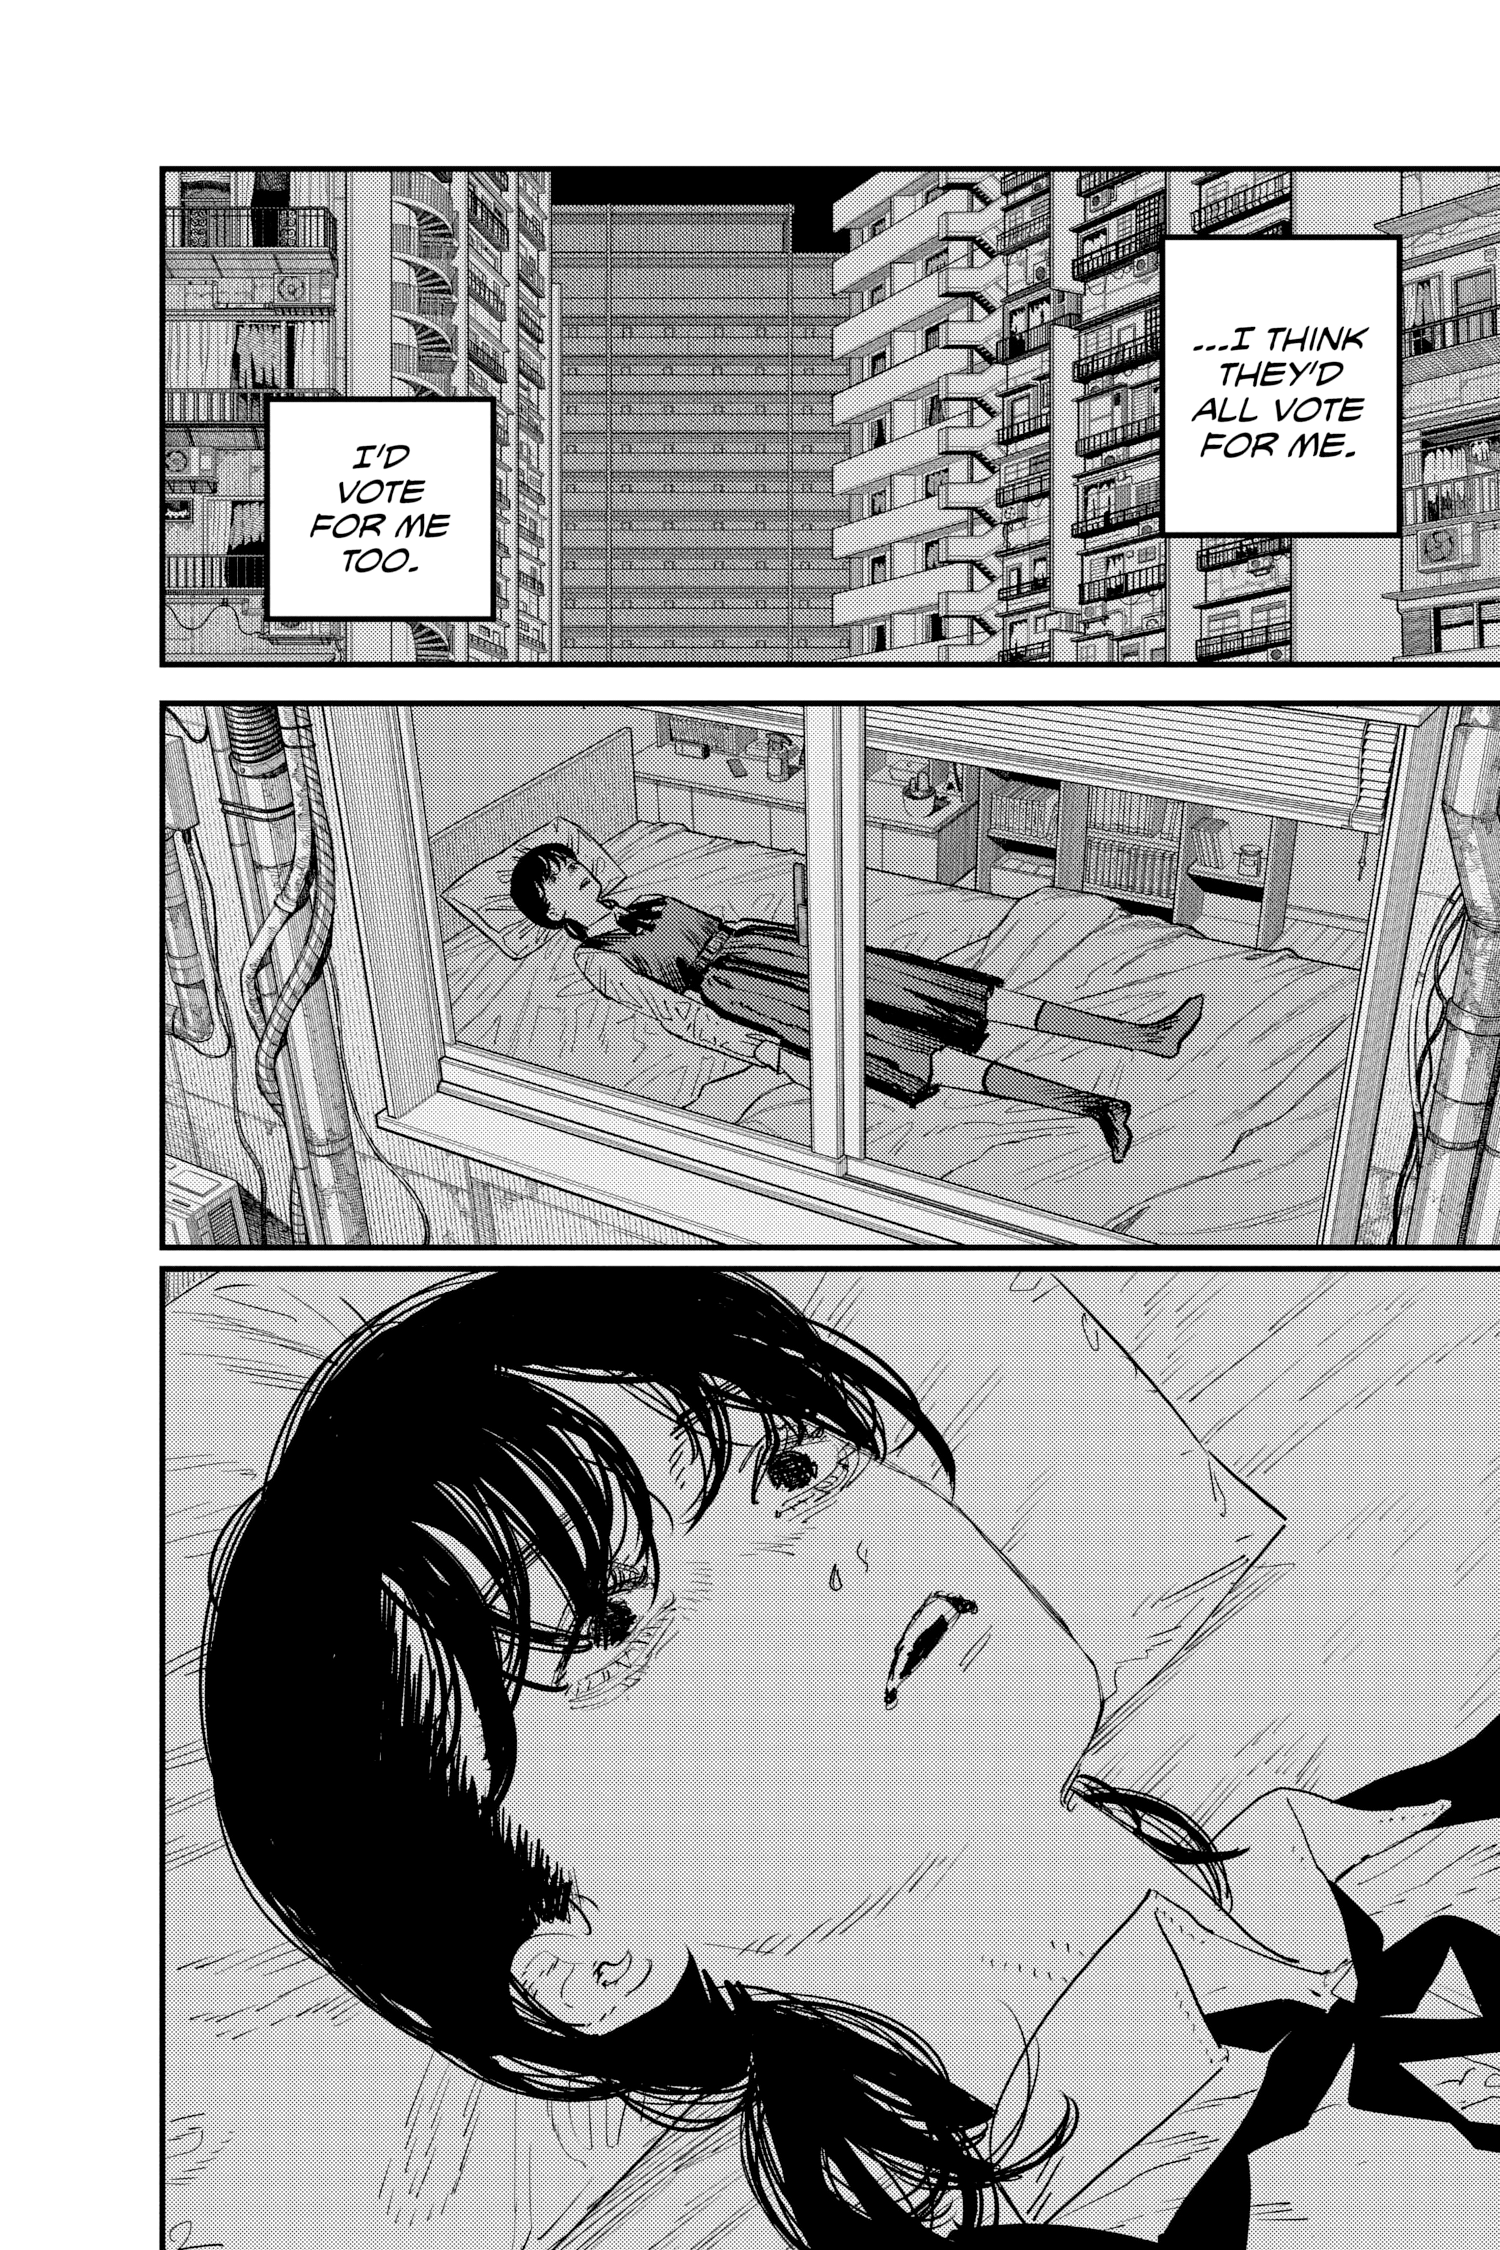 ...I THINK
THEY'D
ALL VOTE
FOR ME.
I'D
VOTE
FOR ME
TOO.